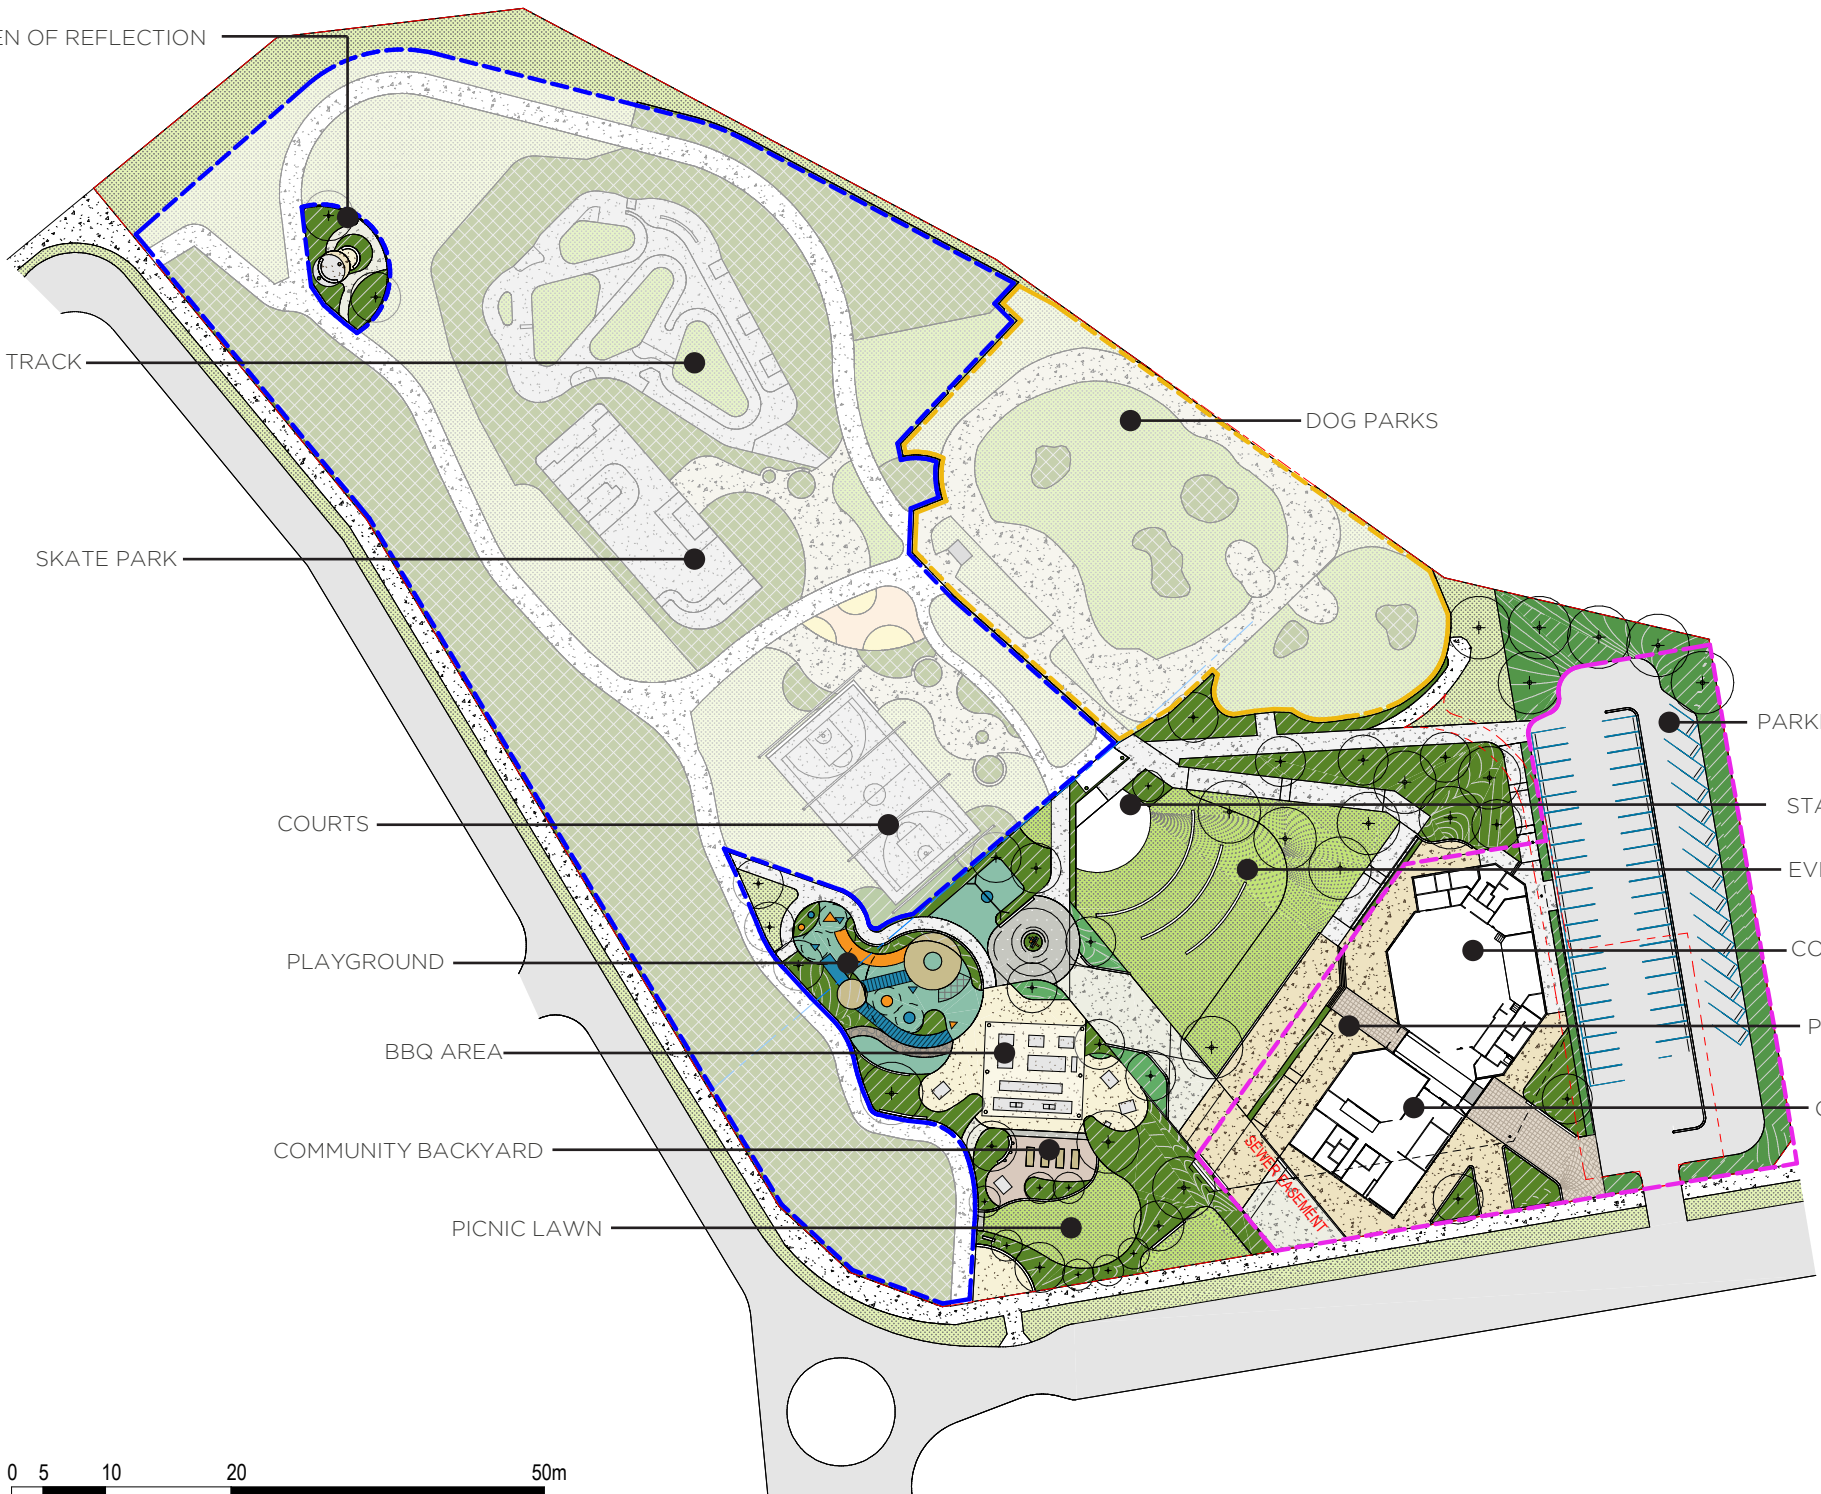 EN OF REFLECTION
TRACK
DOG PARKS
SKATE PARK
PARK
STA
COURTS
EV
CO
PLAYGROUND
P
BBQ AREA
C
COMMUNITY BACKYARD
SEWER EASEMENT
PICNIC LAWN
0 5 10 20 50m